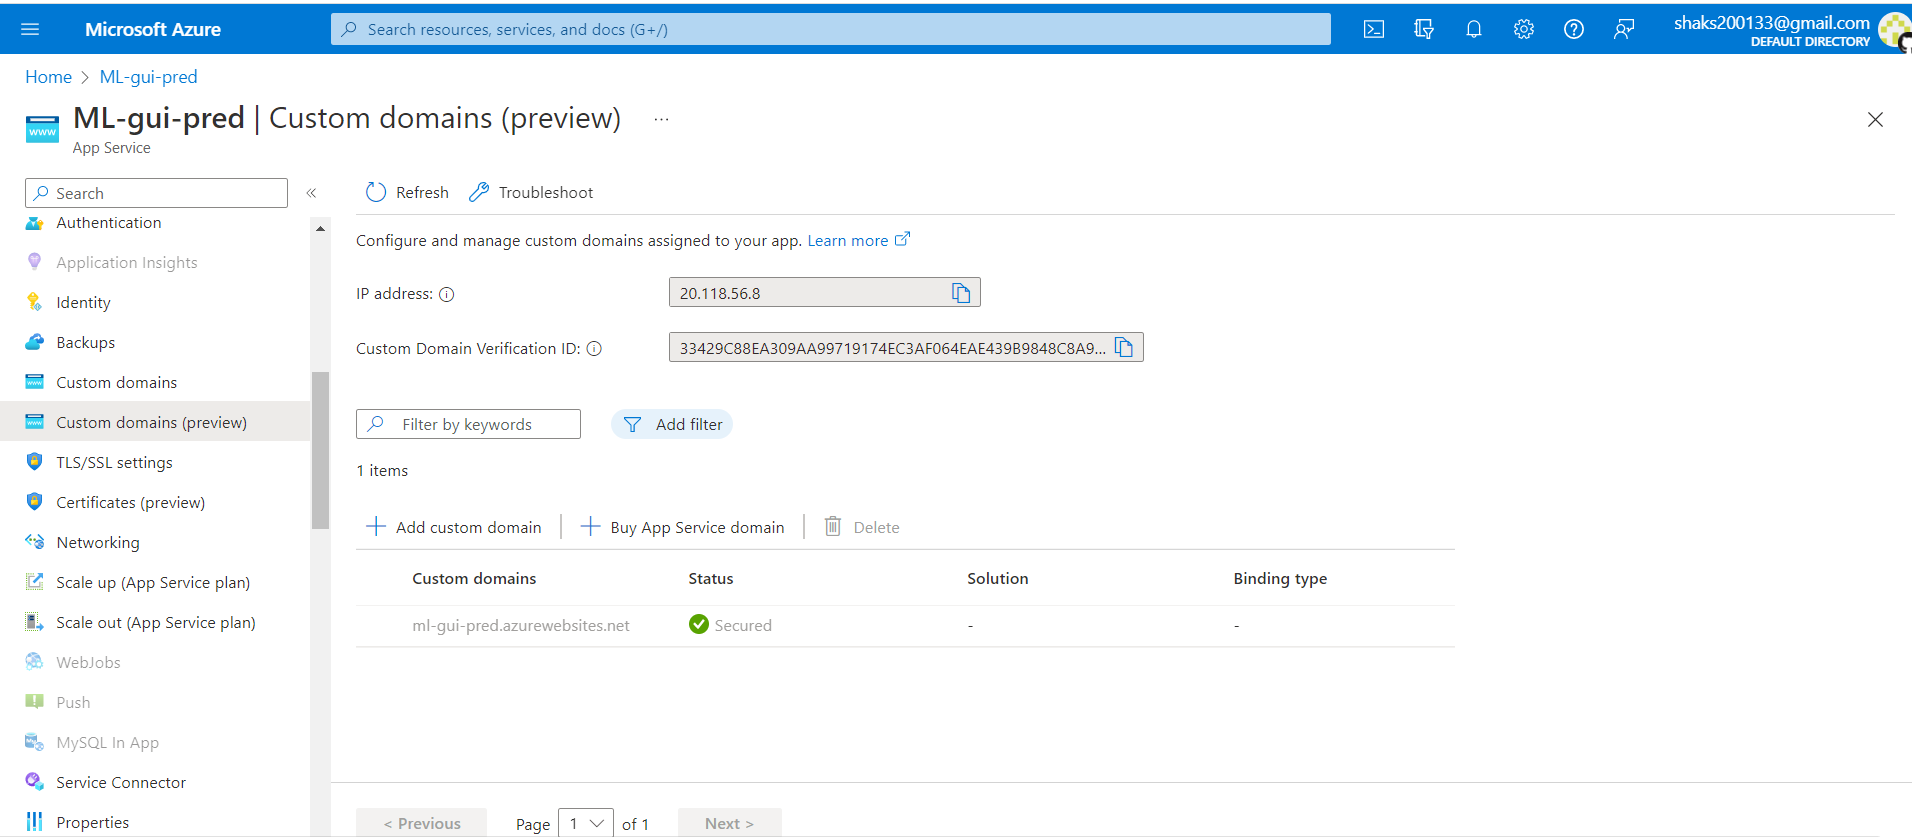 Microsoft Azure
Search resources, services, and docs (G+/)
shaks200133@gmail.com
DEFAULT DIRECTORY
Home > ML-gui-pred
ML-gui-pred | Custom domains (preview) ...
App Service
Search «
Authentication
Application Insights
Identity
Backups
Custom domains
Custom domains (preview)
TLS/SSL settings
Certificates (preview)
Networking
Scale up (App Service plan)
Scale out (App Service plan)
WebJobs
Push
MySQL In App
Service Connector
Properties
Refresh Troubleshoot
Configure and manage custom domains assigned to your app. Learn more
IP address: 20.118.56.8
Custom Domain Verification ID: 33429C88EA309AA99719174EC3AF064EAE439B9848C8A9...
Filter by keywords Add filter
1 items
Add custom domain Buy App Service domain Delete
Custom domains Status Solution Binding type
ml-gui-pred.azurewebsites.net Secured - -
< Previous Page 1 of 1 Next >